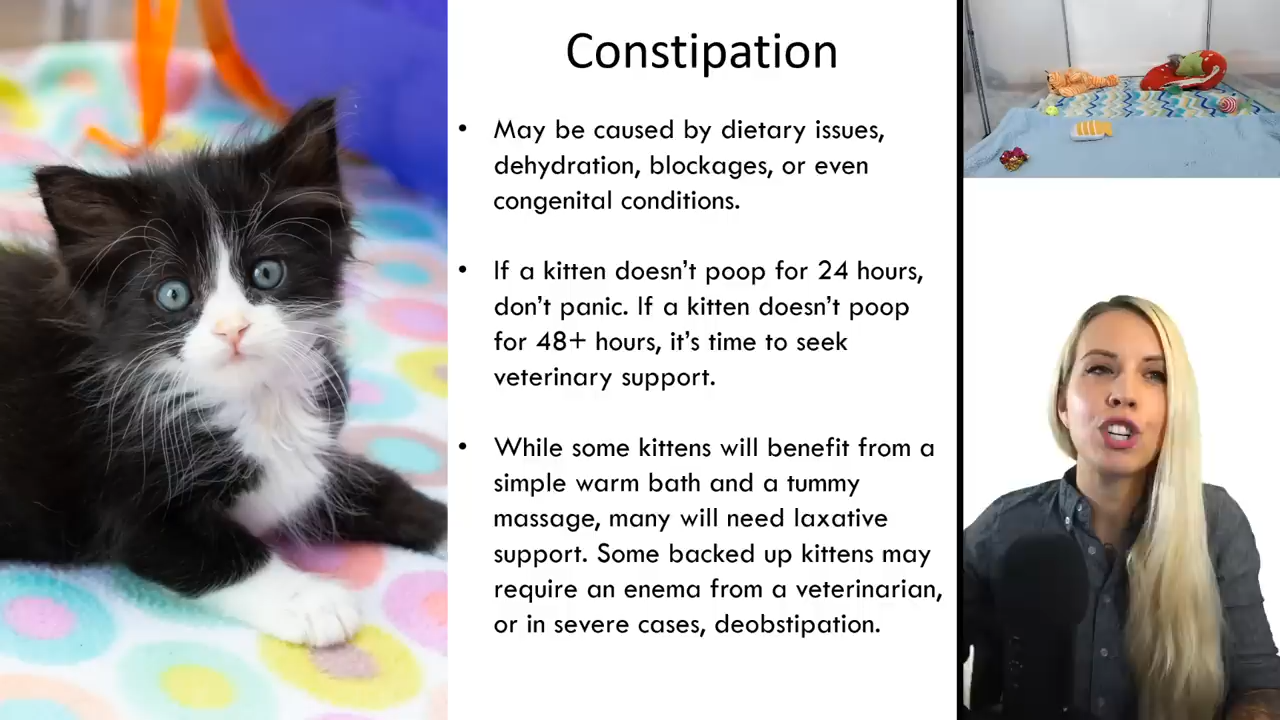 Constipation
• May be caused by dietary issues,
dehydration, blockages, or even
congenital conditions.
• If a kitten doesn’t poop for 24 hours,
don’t panic. If a kitten doesn’t poop
for 48+ hours, it’s time to seek
veterinary support.
• While some kittens will benefit from a
simple warm bath and a tummy
massage, many will need laxative
support. Some backed up kittens may
require an enema from a veterinarian,
or in severe cases, deobstipation.